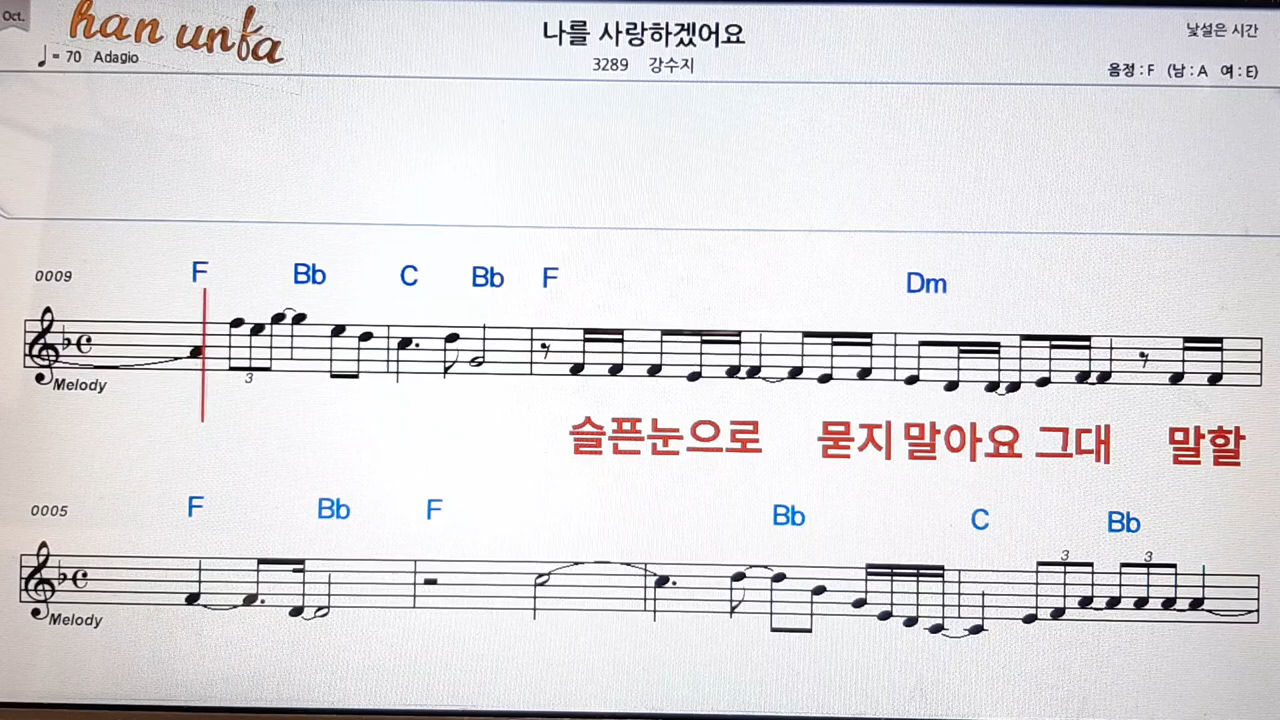 Oct.
han unfa
나를 사랑하겠어요
낯설은 시간
♩= 70 Adagio
3289 강수지
음정 : F (남 : A 여 : E)
0009
F Bb C Bb F Dm
3
Melody
슬픈눈으로 묻지 말아요 그대 말할
0005
F Bb F Bb C Bb
3 3
Melody